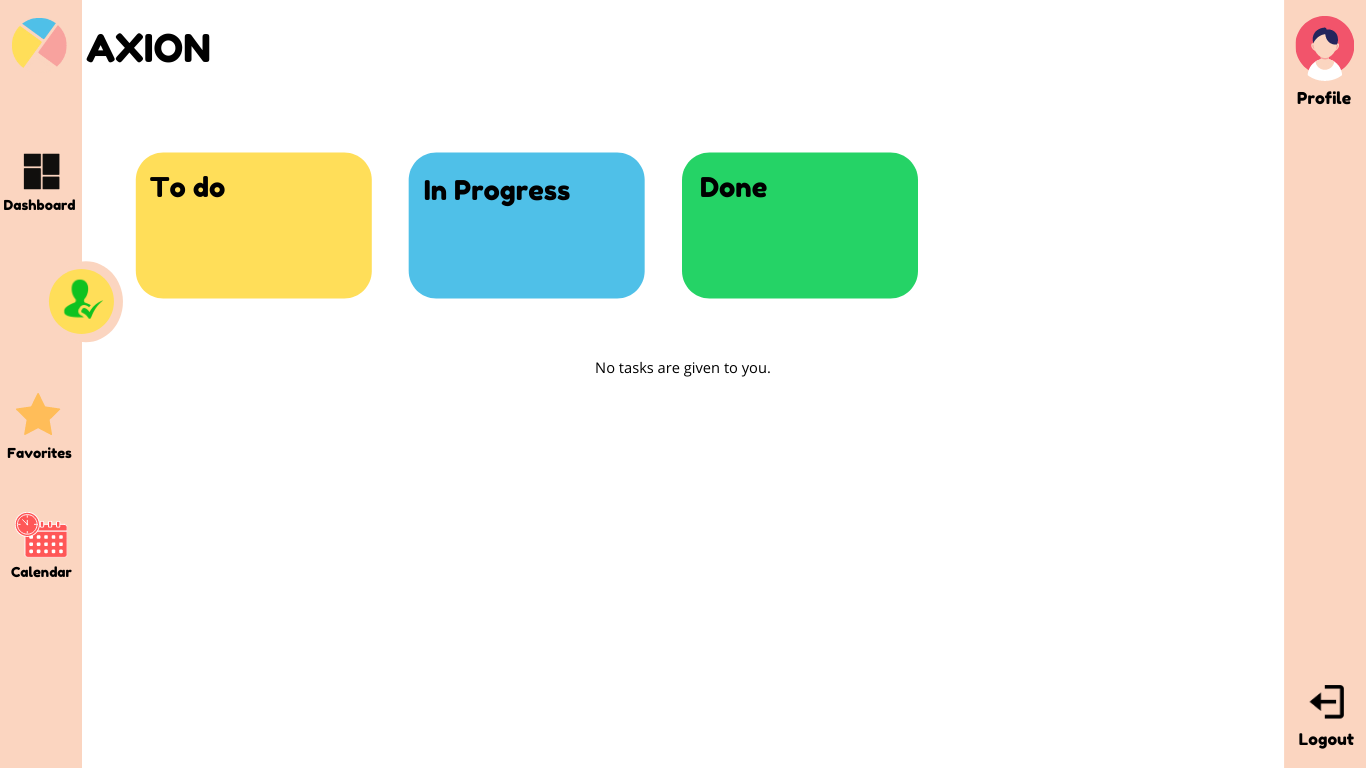 AXION
Profile
Dashboard
To do
In Progress
Done
No tasks are given to you.
Favorites
Calendar
Logout